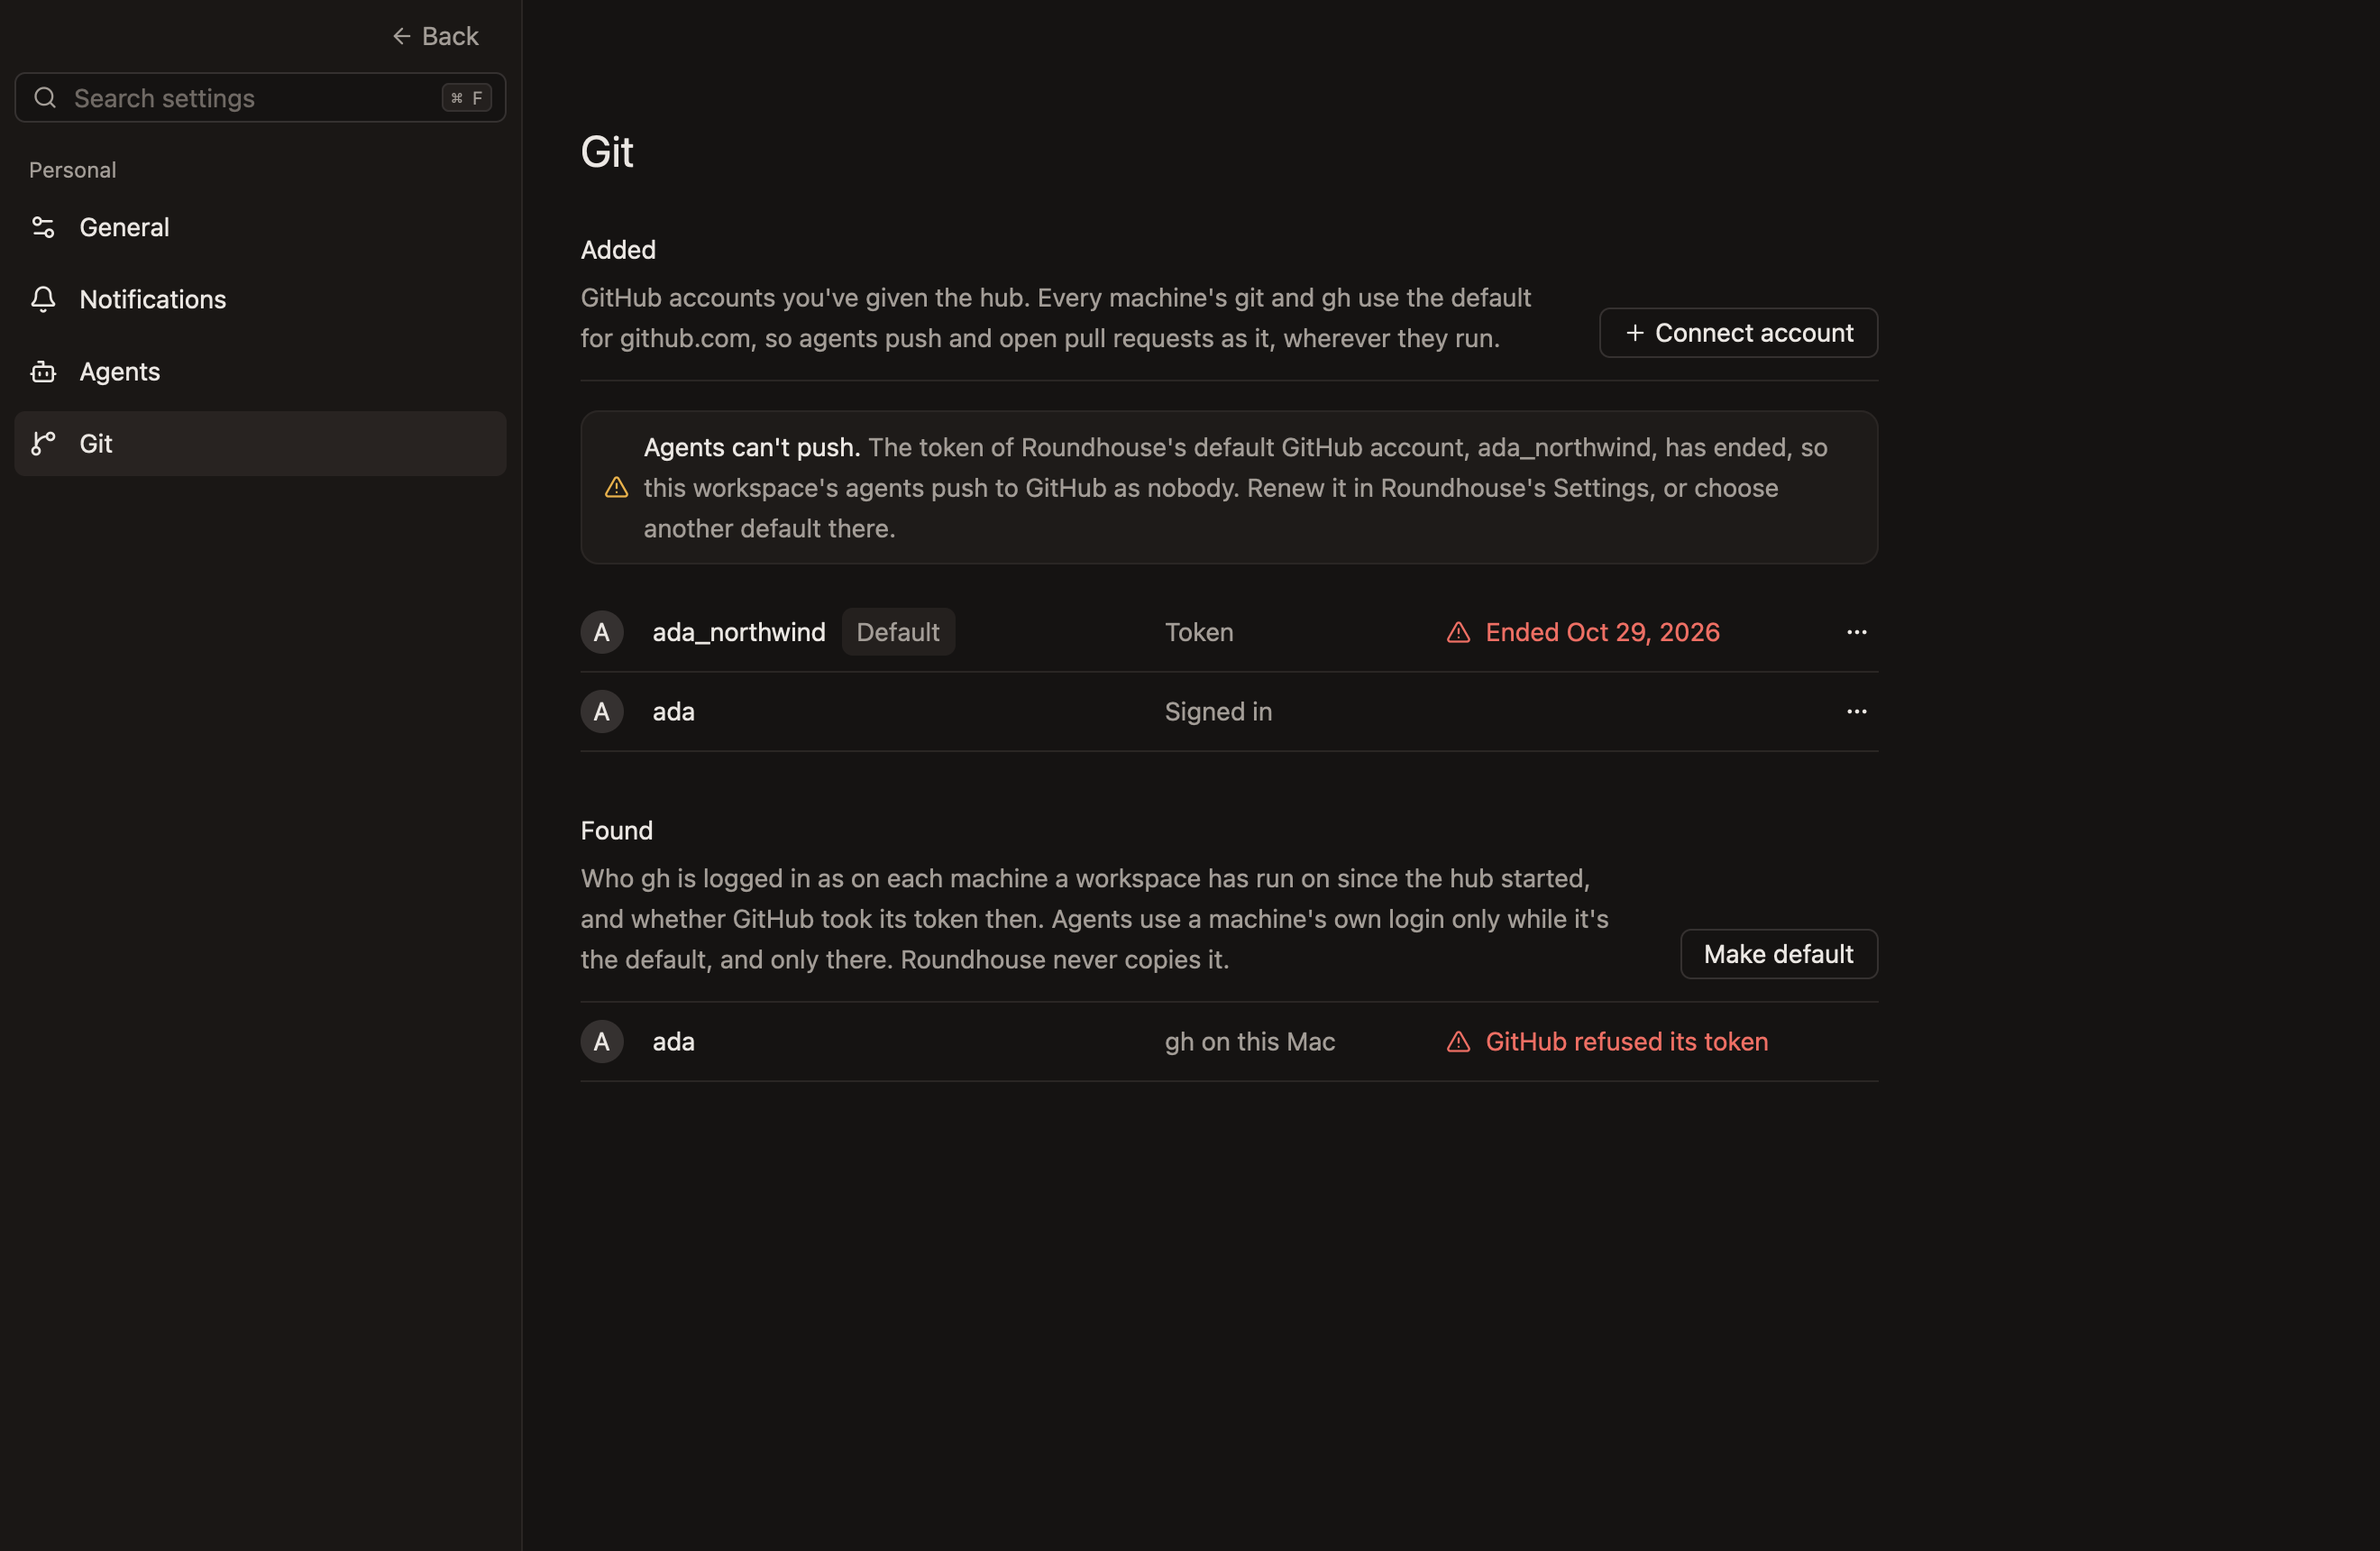 Back
Search settings
⌘ F
Personal
General
Notifications
Agents
Git
Git
Added
GitHub accounts you've given the hub. Every machine's git and gh use the default
for github.com, so agents push and open pull requests as it, wherever they run.
Connect account
Agents can't push. The token of Roundhouse's default GitHub account, ada_northwind, has ended, so
this workspace's agents push to GitHub as nobody. Renew it in Roundhouse's Settings, or choose
another default there.
A ada_northwind Default Token Ended Oct 29, 2026
A ada Signed in
Found
Who gh is logged in as on each machine a workspace has run on since the hub started,
and whether GitHub took its token then. Agents use a machine's own login only while it's
the default, and only there. Roundhouse never copies it.
Make default
A ada gh on this Mac GitHub refused its token